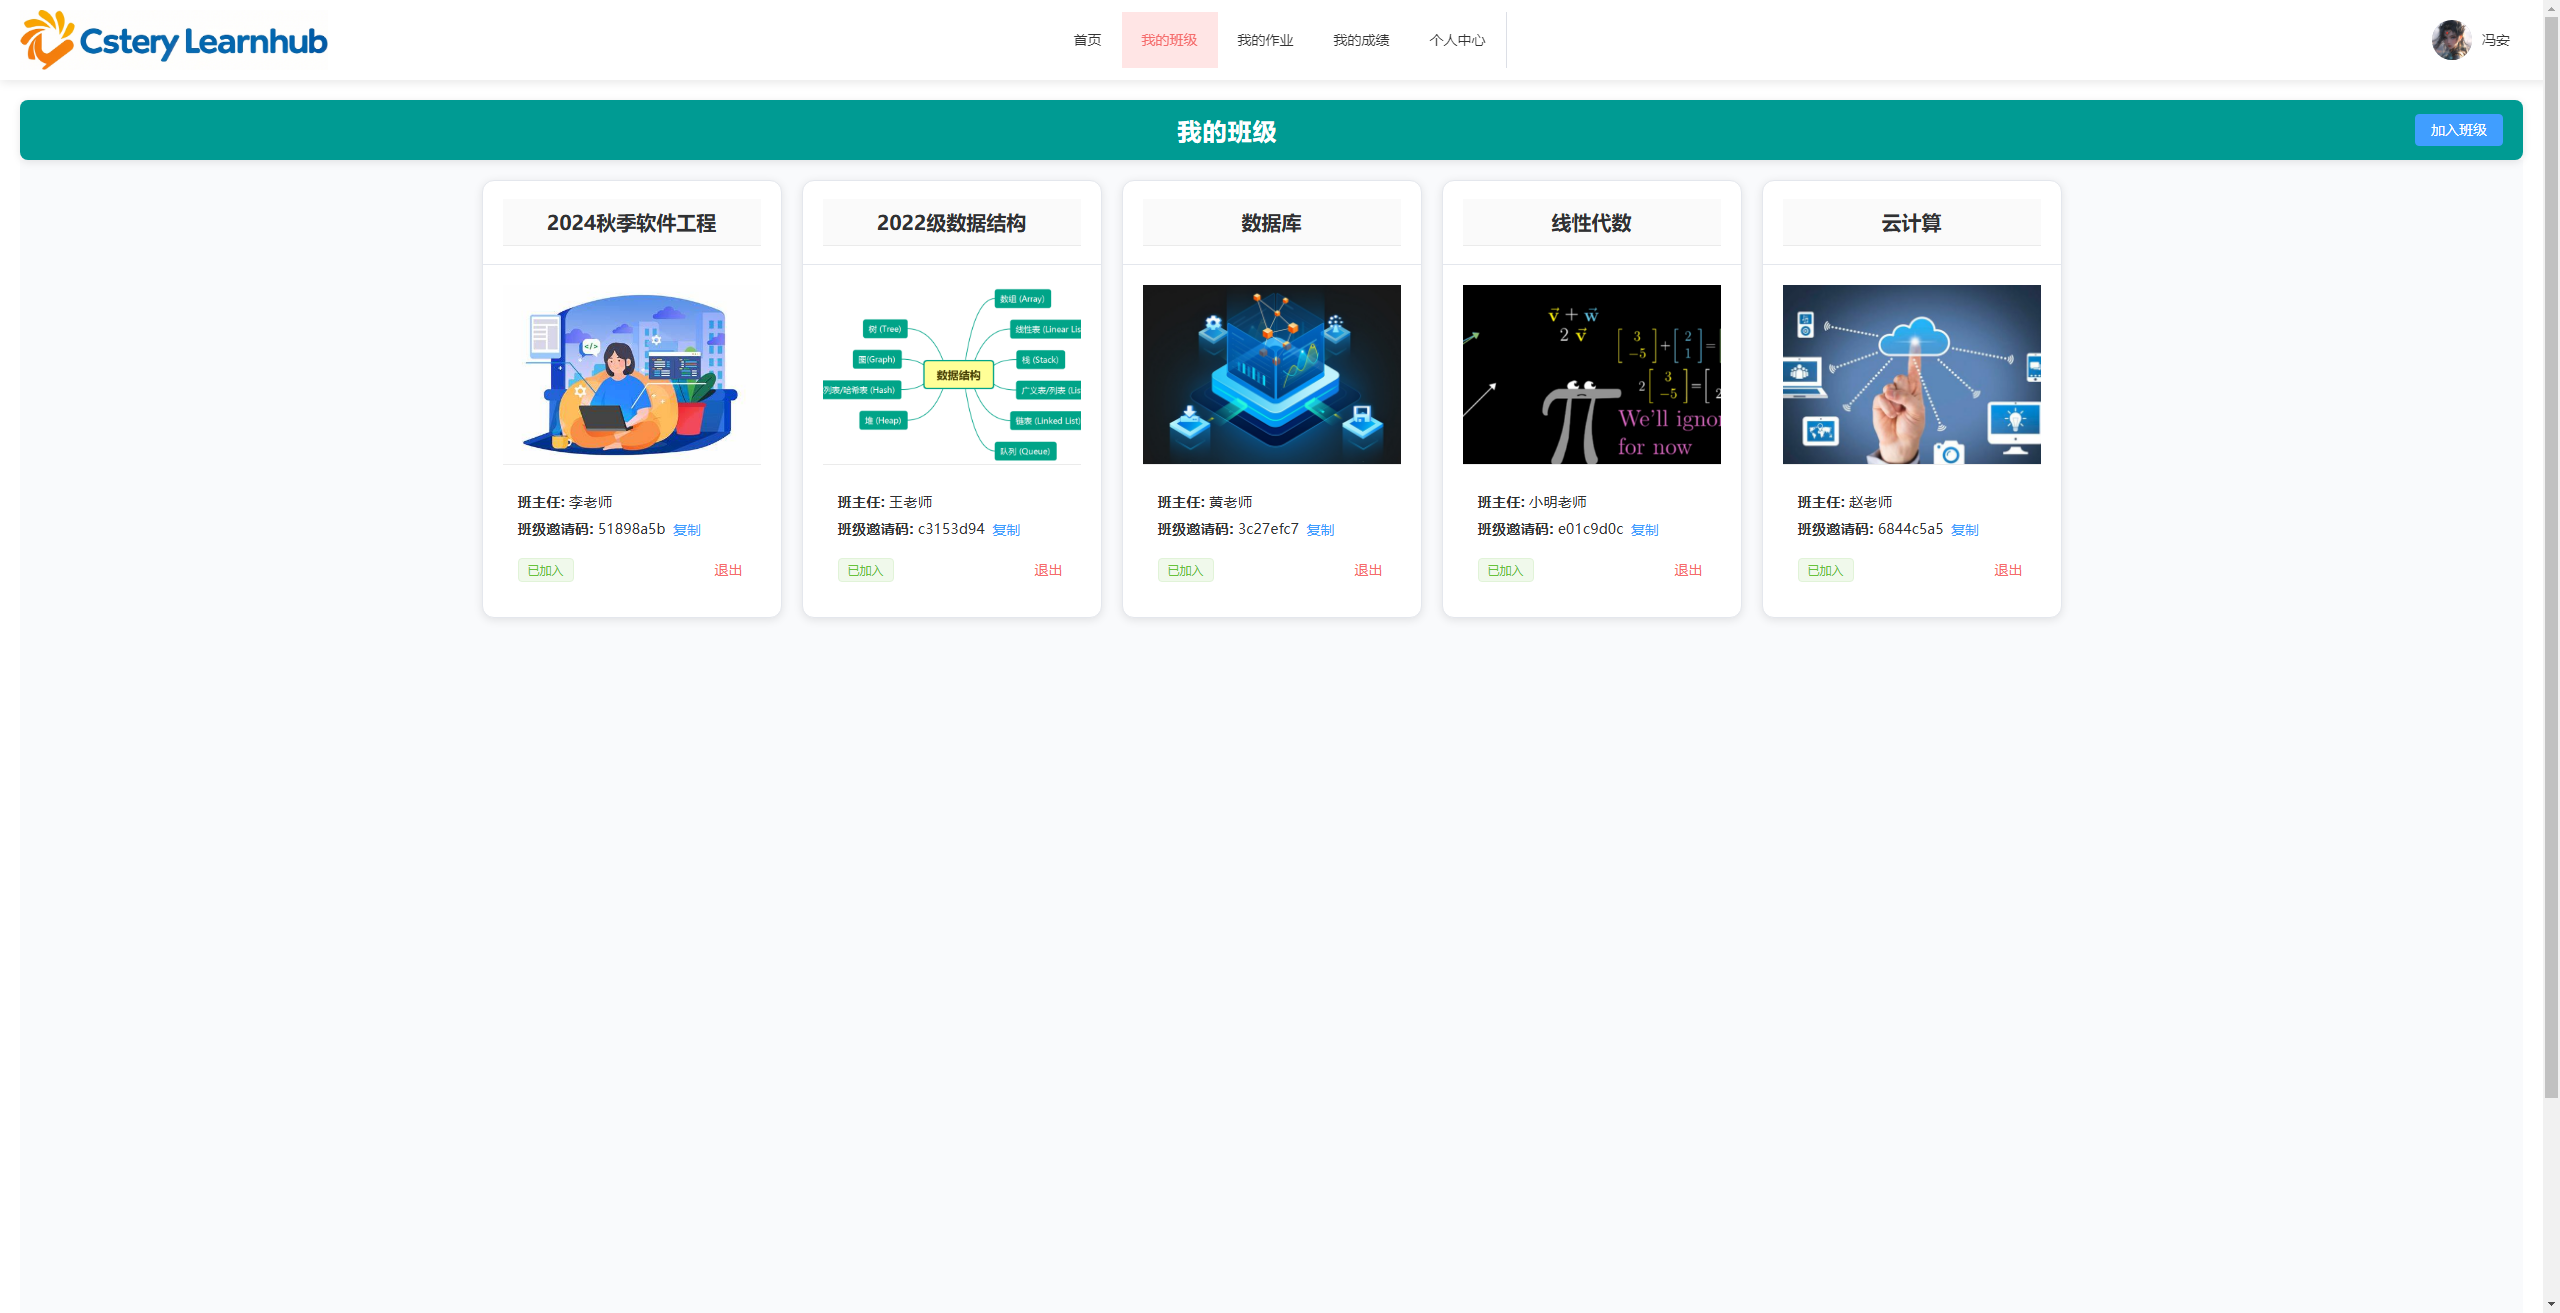 Cstery Learnhub
首页
我的班级
我的作业
我的成绩
个人中心
冯安
我的班级
加入班级
2024秋季软件工程
班主任: 李老师
班级邀请码: 51898a5b 复制
已加入
退出
2022级数据结构
数组 (Array)
树 (Tree)
线性表 (Linear Lis
图(Graph)
栈 (Stack)
数据结构
列表/哈希表 (Hash)
广义表/列表 (Lis
堆 (Heap)
链表 (Linked List)
队列 (Queue)
班主任: 王老师
班级邀请码: c3153d94 复制
已加入
退出
数据库
班主任: 黄老师
班级邀请码: 3c27efc7 复制
已加入
退出
线性代数
v⃗ + w⃗
2 v⃗
[3 -5] + [2 1] =
2 [3 -5] = [
We'll ignor
for now
班主任: 小明老师
班级邀请码: e01c9d0c 复制
已加入
退出
云计算
班主任: 赵老师
班级邀请码: 6844c5a5 复制
已加入
退出